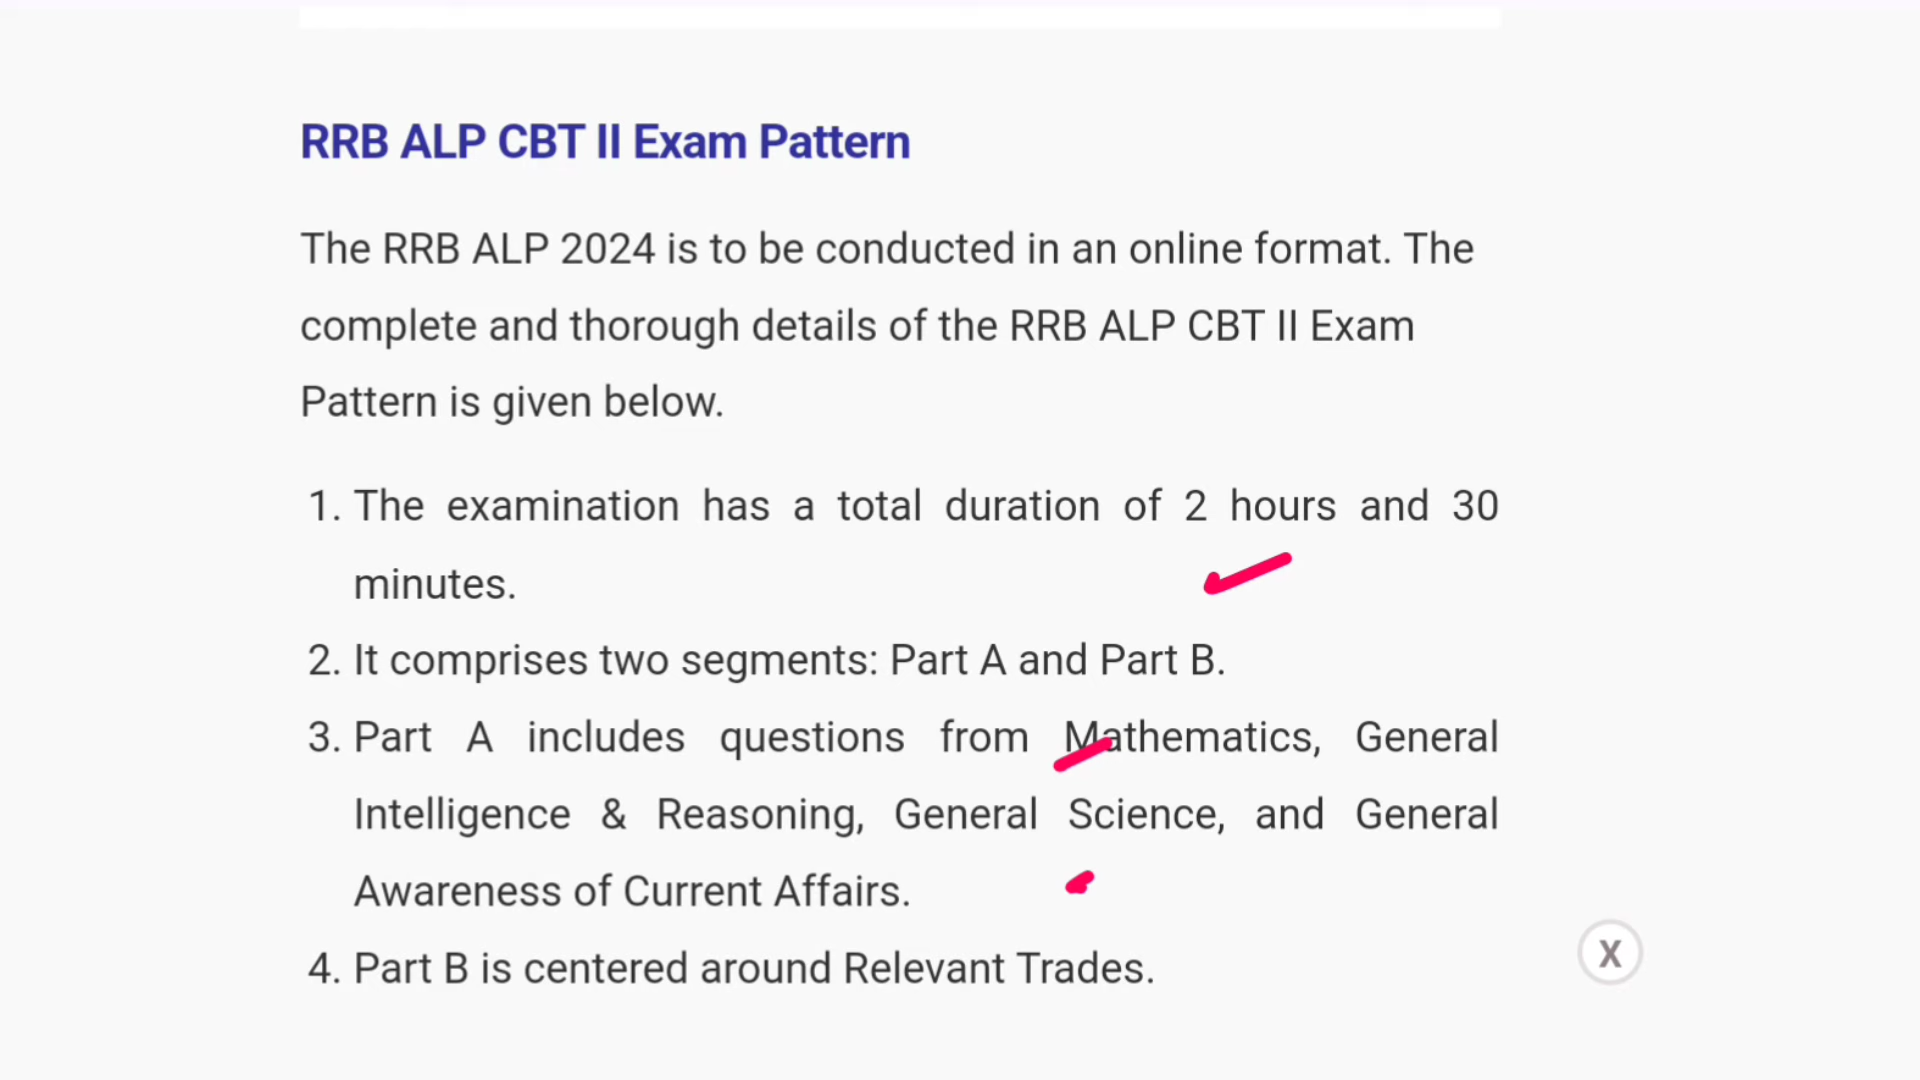 RRB ALP CBT II Exam Pattern
The RRB ALP 2024 is to be conducted in an online format. The
complete and thorough details of the RRB ALP CBT II Exam
Pattern is given below.
1. The examination has a total duration of 2 hours and 30
minutes.
2. It comprises two segments: Part A and Part B.
3. Part A includes questions from Mathematics, General
Intelligence & Reasoning, General Science, and General
Awareness of Current Affairs.
4. Part B is centered around Relevant Trades.
X